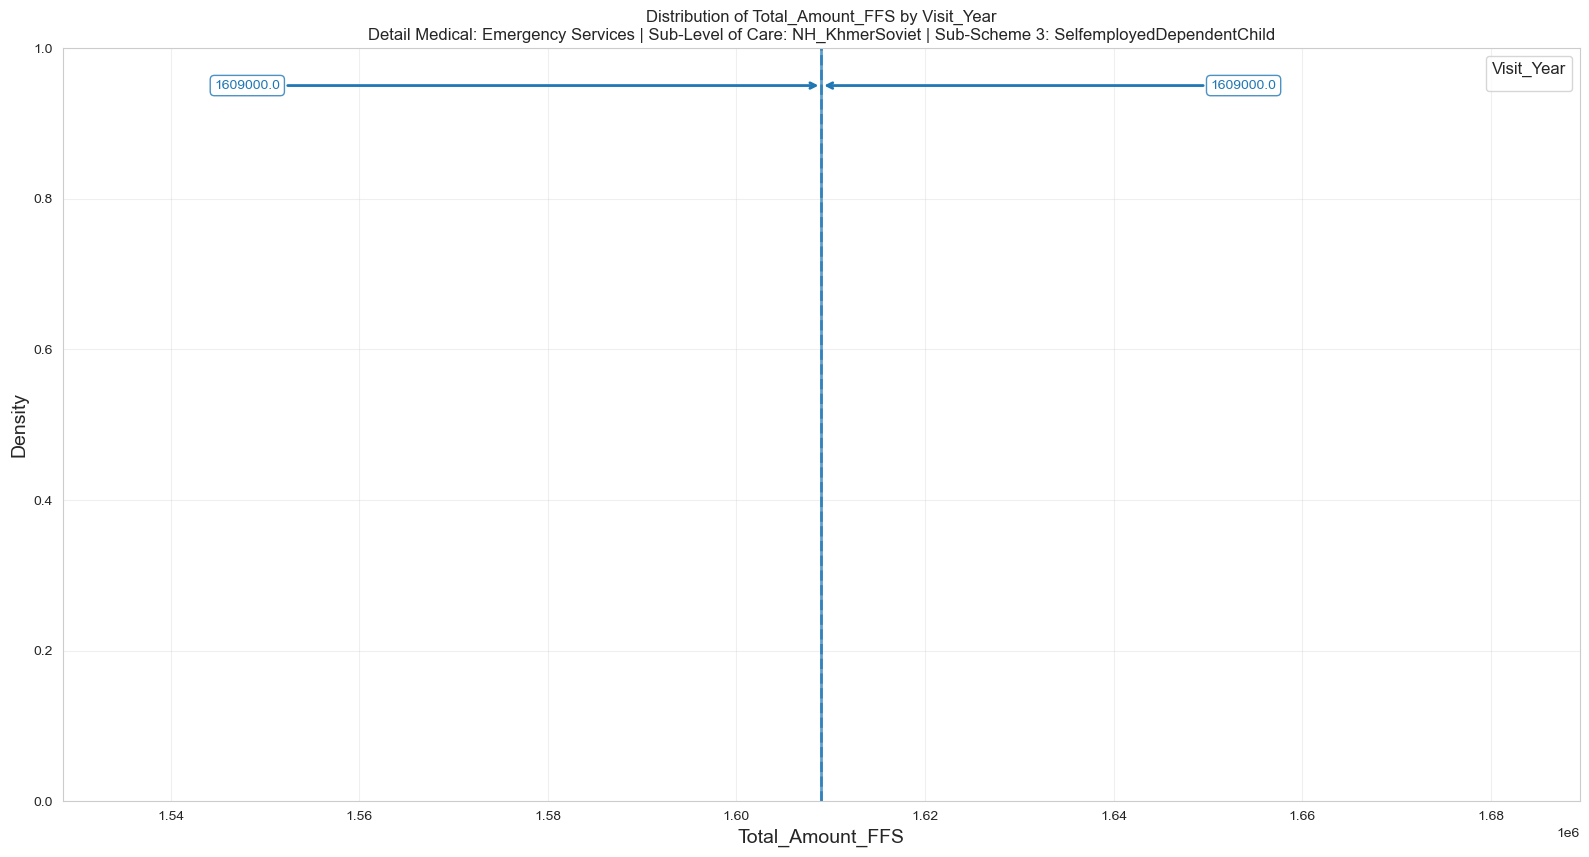 Distribution of Total_Amount_FFS by Visit_Year
Detail Medical: Emergency Services | Sub-Level of Care: NH_KhmerSoviet | Sub-Scheme 3: SelfemployedDependentChild
1.0
0.8
0.6
0.4
0.2
0.0
Density
1609000.0
1609000.0
Visit_Year
1.54
1.56
1.58
1.60
1.62
1.64
1.66
1.68
1e6
Total_Amount_FFS